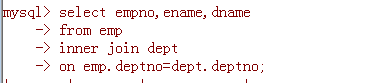 mysql> select empno,ename,dname
-> from emp
-> inner join dept
-> on emp.deptno=dept.deptno;